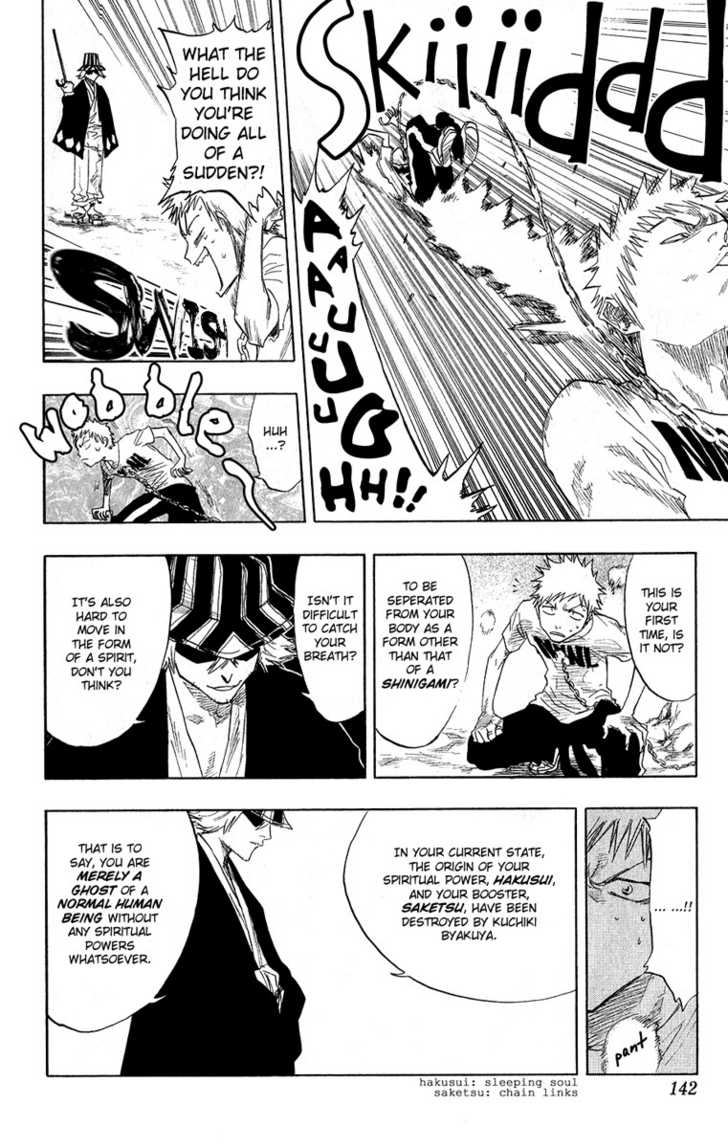 Skiiiiddd
AAAUUUGHHH!!
WHAT THE
HELL DO
YOU THINK
YOU'RE
DOING ALL
OF A
SUDDEN?!
SWISH
wobble
HUH
...?
THIS IS
YOUR
FIRST
TIME, IS
IT NOT?
TO BE
SEPERATED
FROM YOUR
BODY AS A
FORM OTHER
THAN THAT
OF A
SHINIGAMI?
ISN'T IT
DIFFICULT
TO CATCH
YOUR
BREATH?
IT'S ALSO
HARD TO
MOVE IN
THE FORM
OF A SPIRIT,
DON'T YOU
THINK?
... ...!!
pant
IN YOUR CURRENT STATE,
THE ORIGIN OF YOUR
SPIRITUAL POWER, HAKUSUI,
AND YOUR BOOSTER,
SAKETSU, HAVE BEEN
DESTROYED BY KUCHIKI
BYAKUYA.
THAT IS TO
SAY, YOU ARE
MERELY A
GHOST OF A
NORMAL HUMAN
BEING WITHOUT
ANY SPIRITUAL
POWERS
WHATSOEVER.
hakusui: sleeping soul
saketsu: chain links
142